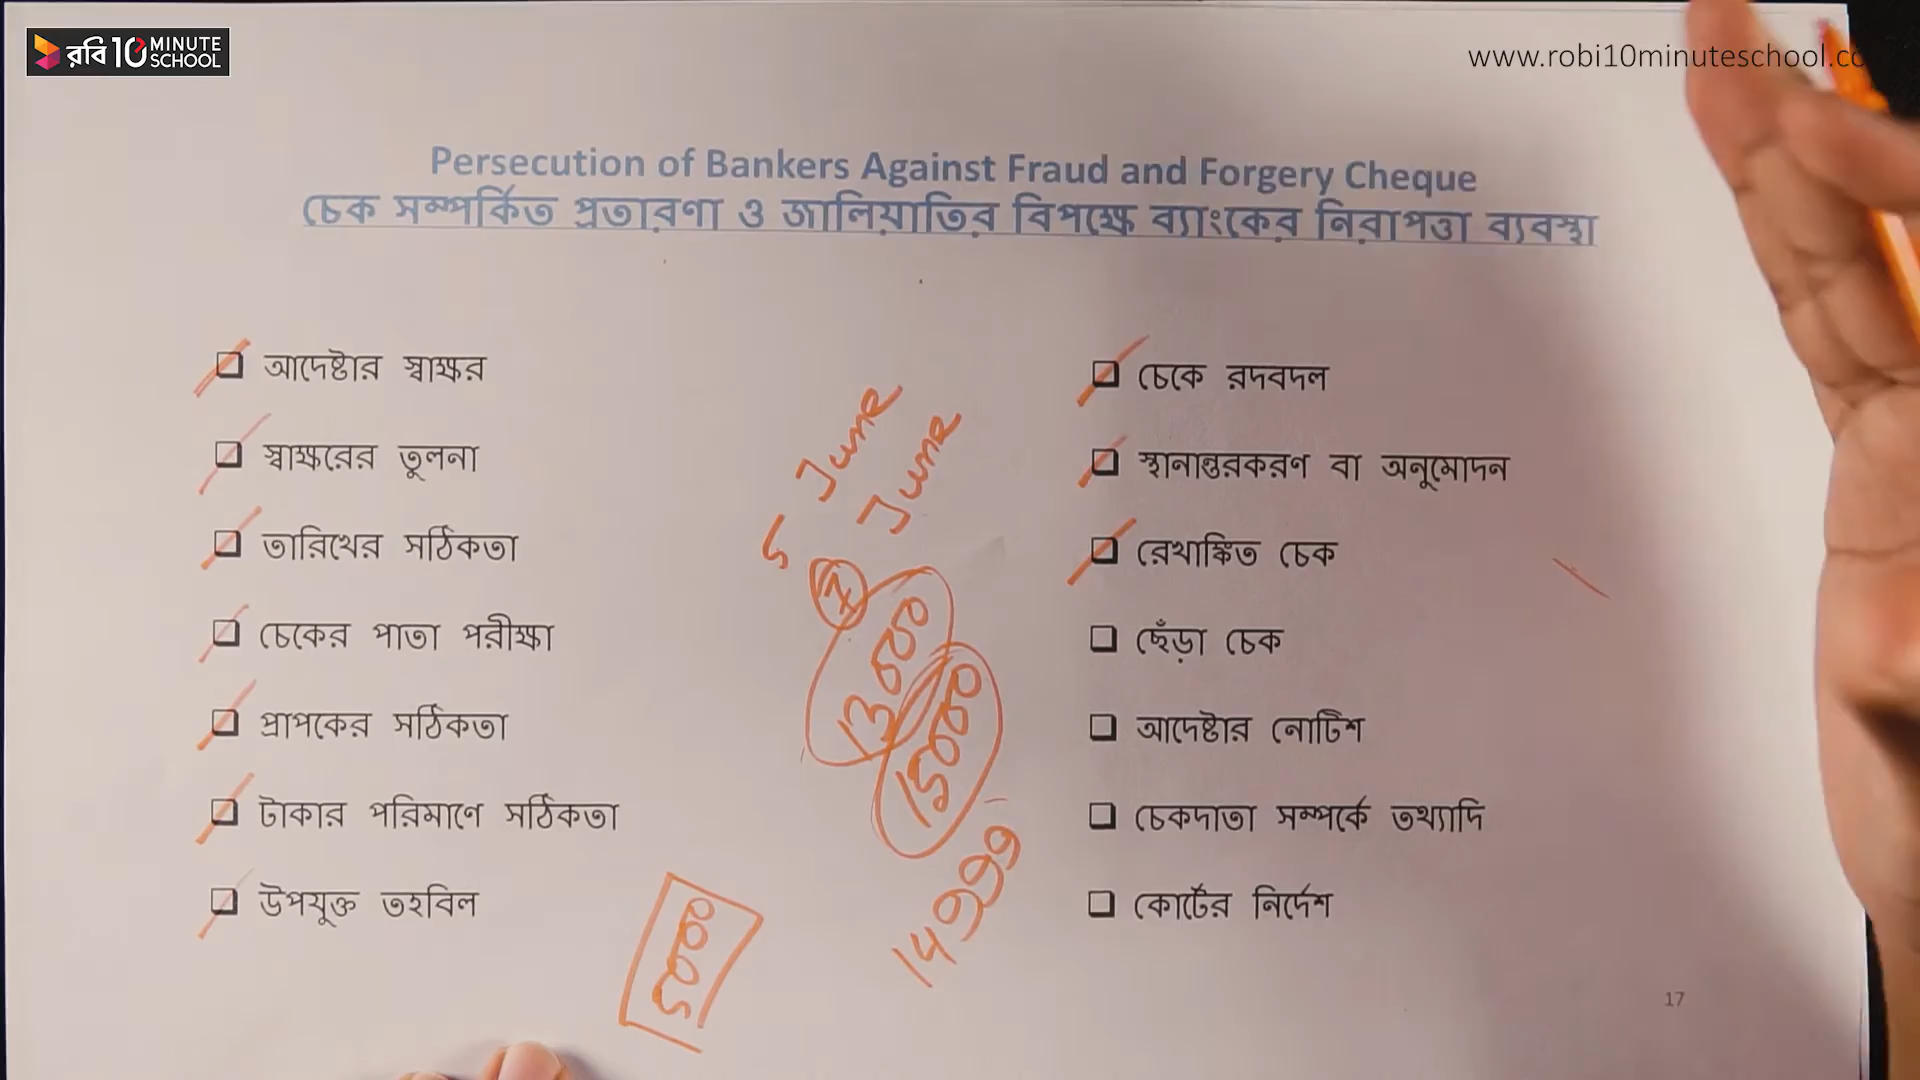 রবি 10 MINUTE SCHOOL
www.robi10minuteschool.co
Persecution of Bankers Against Fraud and Forgery Cheque
চেক সম্পর্কিত প্রতারণা ও জালিয়াতির বিপক্ষে ব্যাংকের নিরাপত্তা ব্যবস্থা
আদেষ্টার স্বাক্ষর
স্বাক্ষরের তুলনা
তারিখের সঠিকতা
চেকের পাতা পরীক্ষা
প্রাপকের সঠিকতা
টাকার পরিমাণে সঠিকতা
উপযুক্ত তহবিল
5 June
June
13000
15000
14999
5000
চেকে রদবদল
স্থানান্তরকরণ বা অনুমোদন
রেখাঙ্কিত চেক
ছেঁড়া চেক
আদেষ্টার নোটিশ
চেকদাতা সম্পর্কে তথ্যাদি
কোর্টের নির্দেশ
17